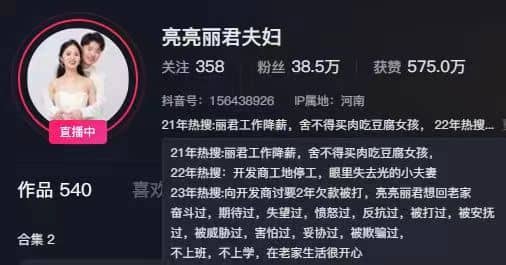 亮亮丽君夫妇
关注 358 粉丝 38.5万 获赞 575.0万
抖音号:156438926 IP属地：河南
21年热搜:丽君工作降薪，舍不得买肉吃豆腐女孩， 22年热搜...
直播中
21年热搜:丽君工作降薪，舍不得买肉吃豆腐女孩，
22年热搜：开发商工地停工，眼里失去光的小夫妻
作品 540 喜欢
23年热搜:向开发商讨要2年欠款被打，亮亮丽君想回老家
奋斗过，期待过，失望过，愤怒过，反抗过，被打过，被安抚
过，被威胁过，害怕过，妥协过，被欺骗过，
合集 2
不上班，不上学，在老家生活很开心